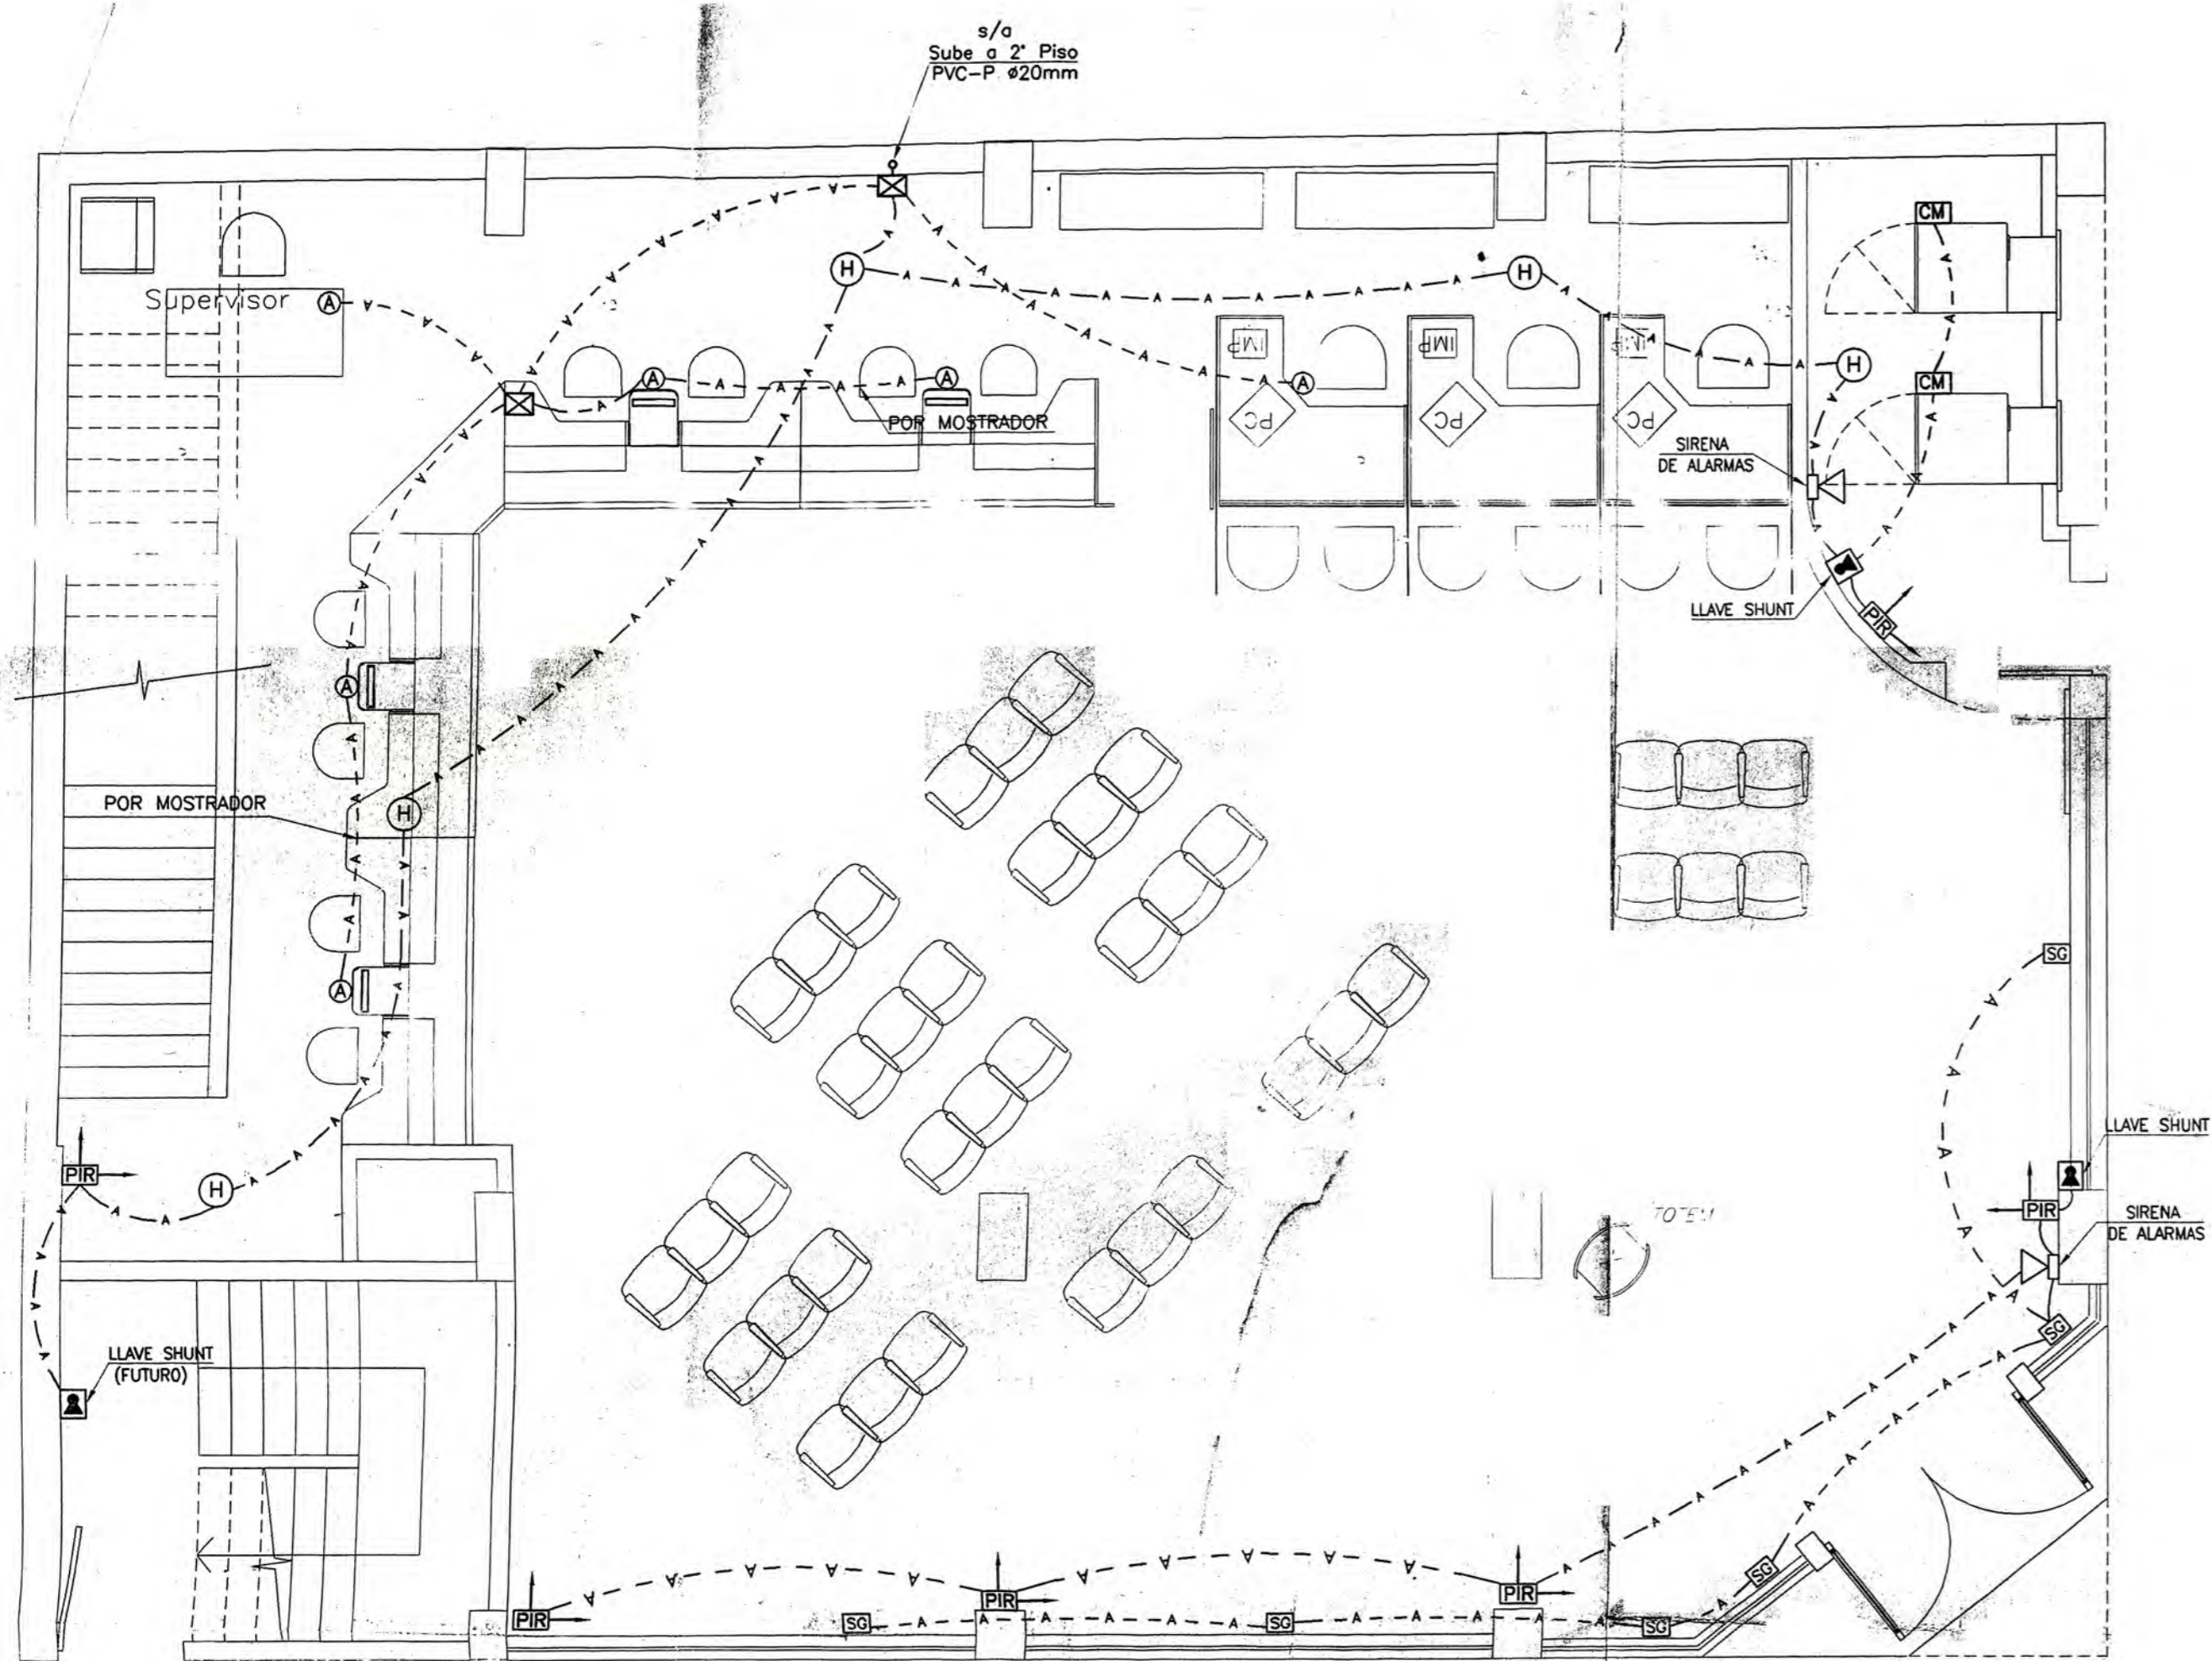 s/a
Sube a 2° Piso
PVC-P ø20mm
CM
H
H
Supervisor
A
IMP
IMP
IMP
H
CM
A
A
A
POR MOSTRADOR
PC
PC
PC
SIRENA
DE ALARMAS
LLAVE SHUNT
PIR
A
POR MOSTRADOR
H
SG
A
LLAVE SHUNT
PIR
H
PIR
SIRENA
DE ALARMAS
TOTEM
SG
LLAVE SHUNT
(FUTURO)
SG
PIR
PIR
PIR
SG
SG
SG